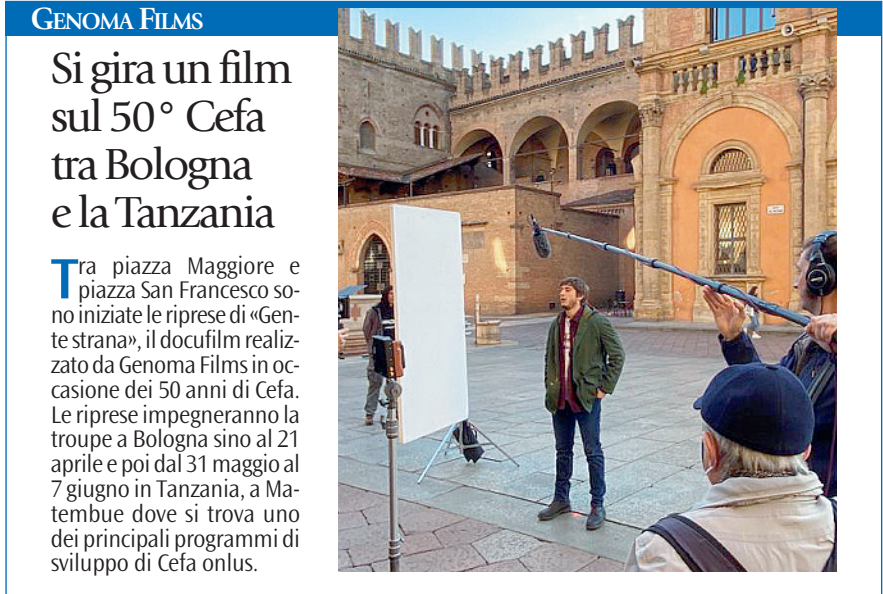 GENOMA FILMS
Si gira un film
sul 50° Cefa
tra Bologna
e la Tanzania
Tra piazza Maggiore e
piazza San Francesco so-
no iniziate le riprese di «Gen-
te strana», il docufilm realiz-
zato da Genoma Films in oc-
casione dei 50 anni di Cefa.
Le riprese impegneranno la
troupe a Bologna sino al 21
aprile e poi dal 31 maggio al
7 giugno in Tanzania, a Ma-
tembue dove si trova uno
dei principali programmi di
sviluppo di Cefa onlus.